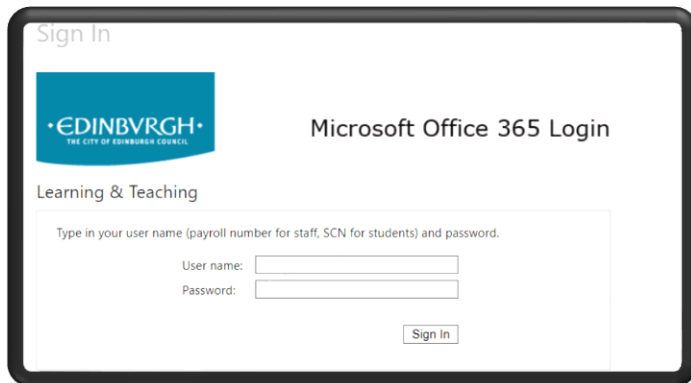 Sign In
·EDINBVRGH·
THE CITY OF EDINBURGH COUNCIL
Microsoft Office 365 Login
Learning & Teaching
Type in your user name (payroll number for staff, SCN for students) and password.
User name:
Password:
Sign In